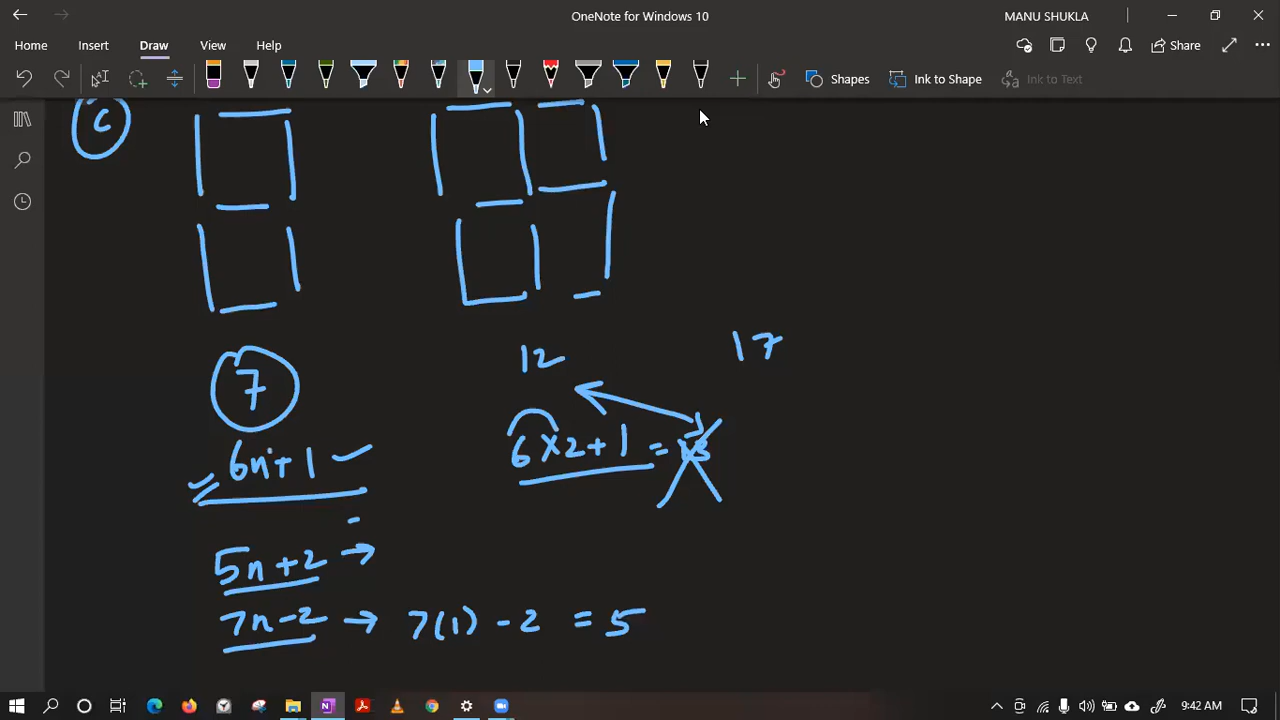 OneNote for Windows 10
MANU SHUKLA
Home Insert Draw View Help
Share
Shapes
Ink to Shape
Ink to Text
c
7
12
17
6n+1
6×2+1 = 13
5n+2 →
7n-2 → 7(1) - 2 = 5
9:42 AM